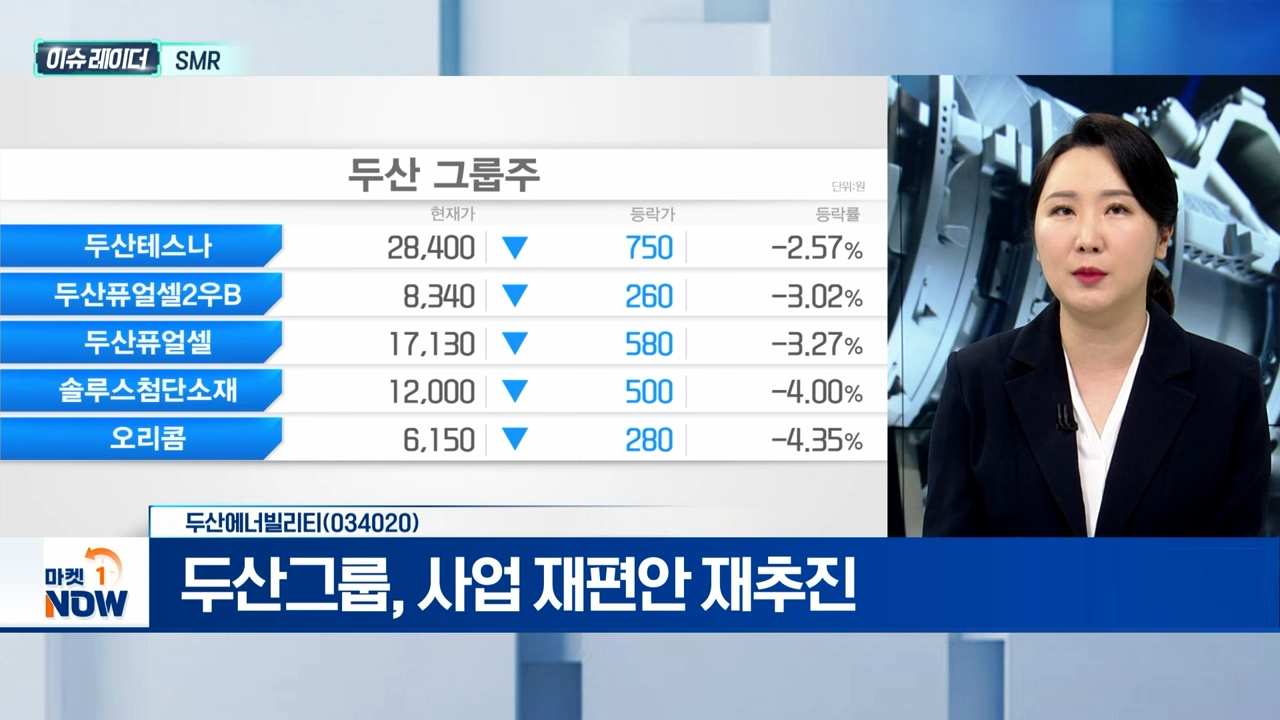 이슈레이더 SMR
두산 그룹주
단위:원
현재가 등락가 등락률
두산테스나 28,400 ▼ 750 -2.57%
두산퓨얼셀2우B 8,340 ▼ 260 -3.02%
두산퓨얼셀 17,130 ▼ 580 -3.27%
솔루스첨단소재 12,000 ▼ 500 -4.00%
오리콤 6,150 ▼ 280 -4.35%
두산에너빌리티(034020)
마켓 1
NOW
두산그룹, 사업 재편안 재추진